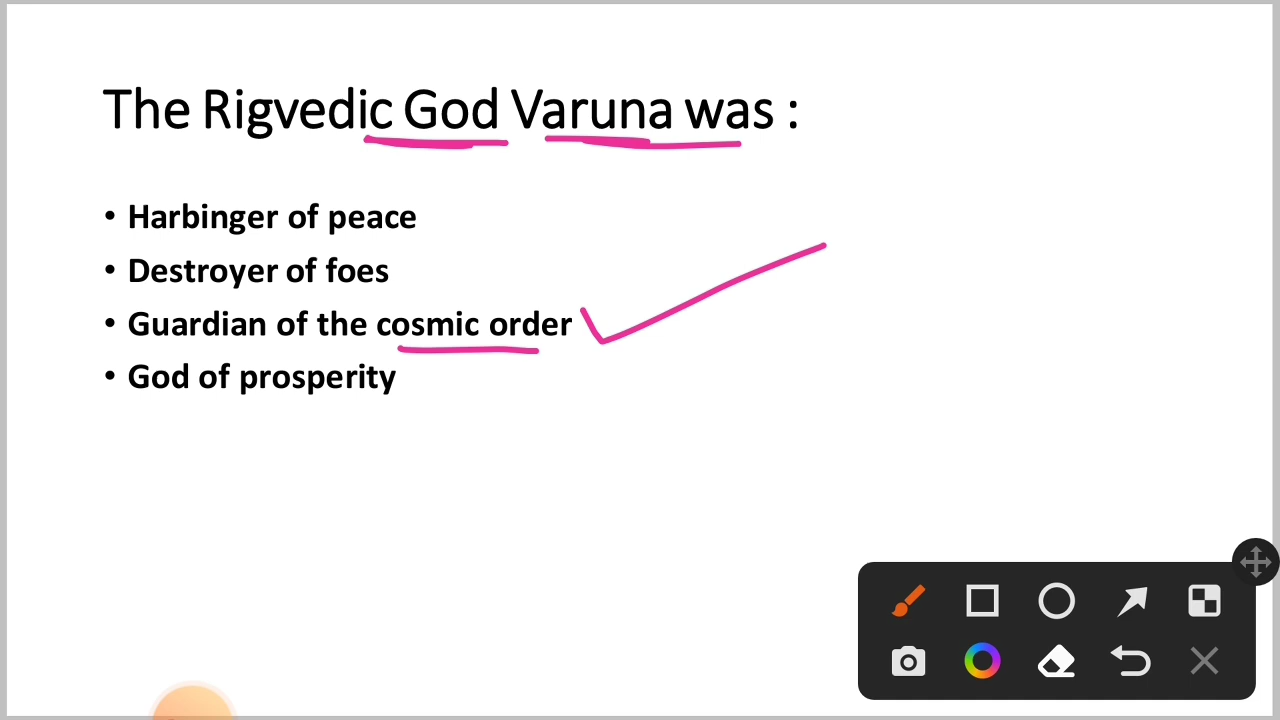 The Rigvedic God Varuna was :
• Harbinger of peace
• Destroyer of foes
• Guardian of the cosmic order
• God of prosperity